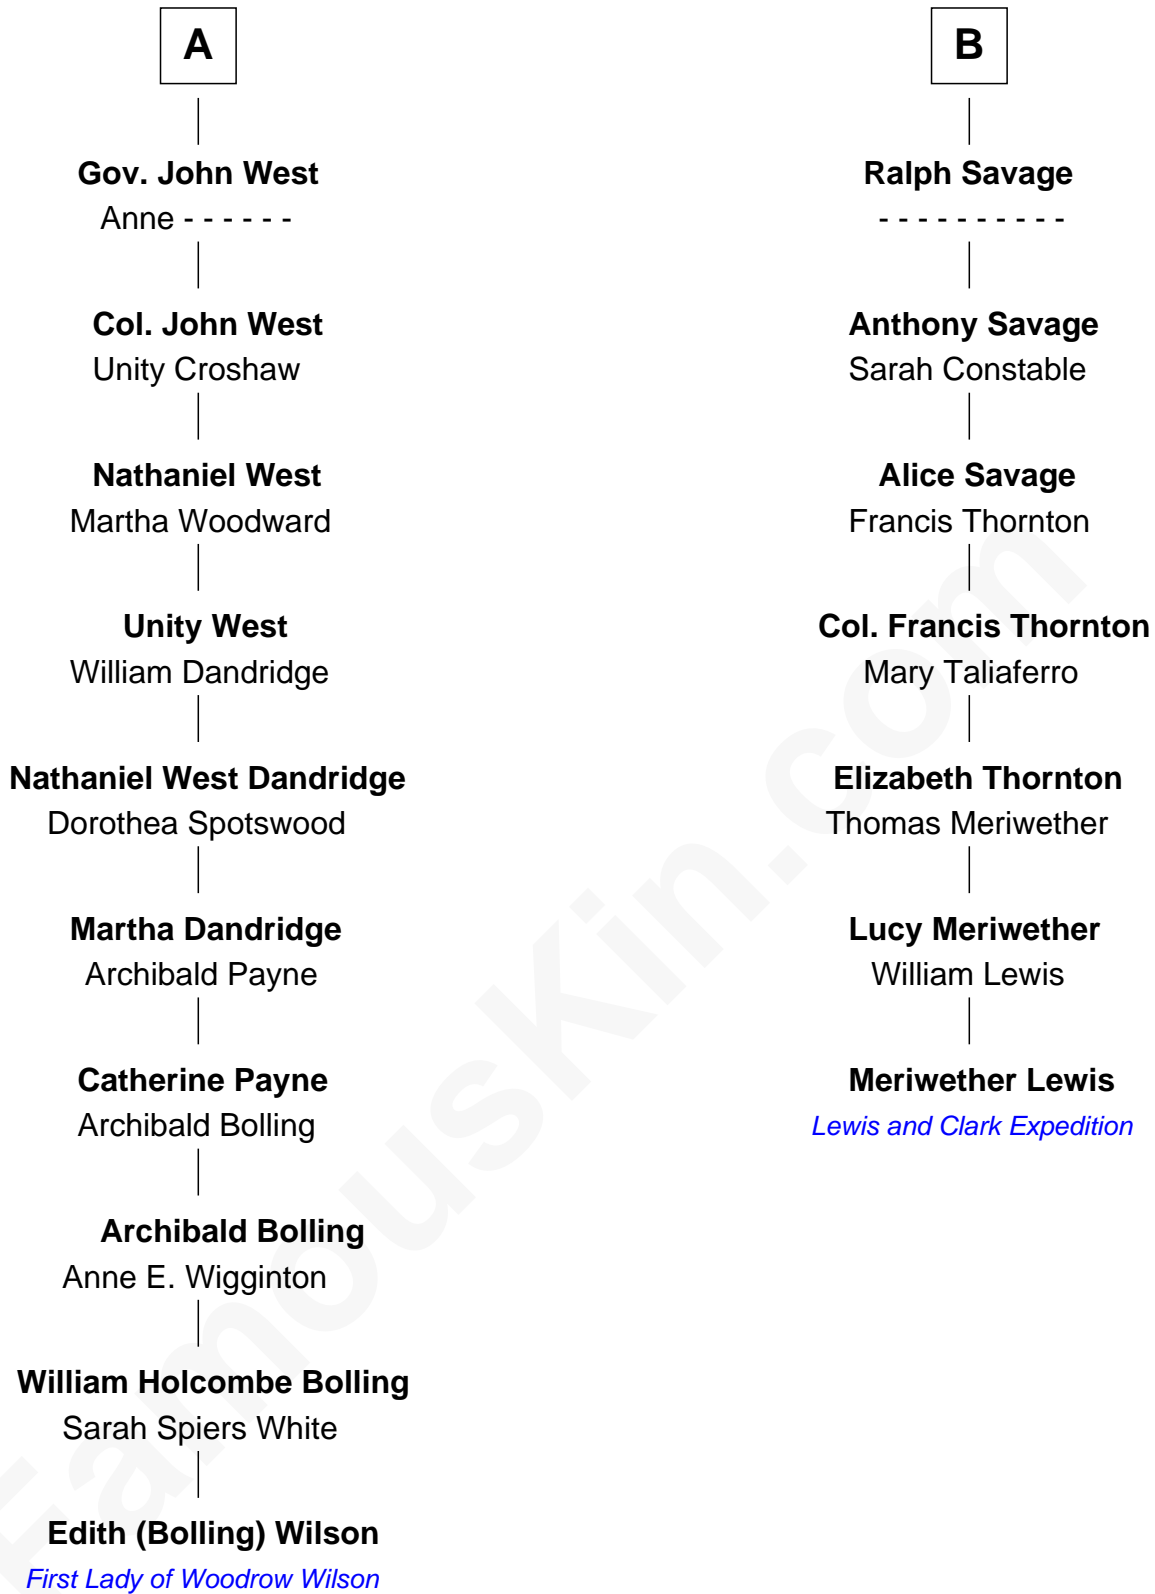 A
Gov. John West
Anne - - - - - -
Col. John West
Unity Croshaw
Nathaniel West
Martha Woodward
Unity West
William Dandridge
Nathaniel West Dandridge
Dorothea Spotswood
Martha Dandridge
Archibald Payne
Catherine Payne
Archibald Bolling
Archibald Bolling
Anne E. Wigginton
William Holcombe Bolling
Sarah Spiers White
Edith (Bolling) Wilson
First Lady of Woodrow Wilson
B
Ralph Savage
- - - - - - - - - -
Anthony Savage
Sarah Constable
Alice Savage
Francis Thornton
Col. Francis Thornton
Mary Taliaferro
Elizabeth Thornton
Thomas Meriwether
Lucy Meriwether
William Lewis
Meriwether Lewis
Lewis and Clark Expedition
FamousKin.com